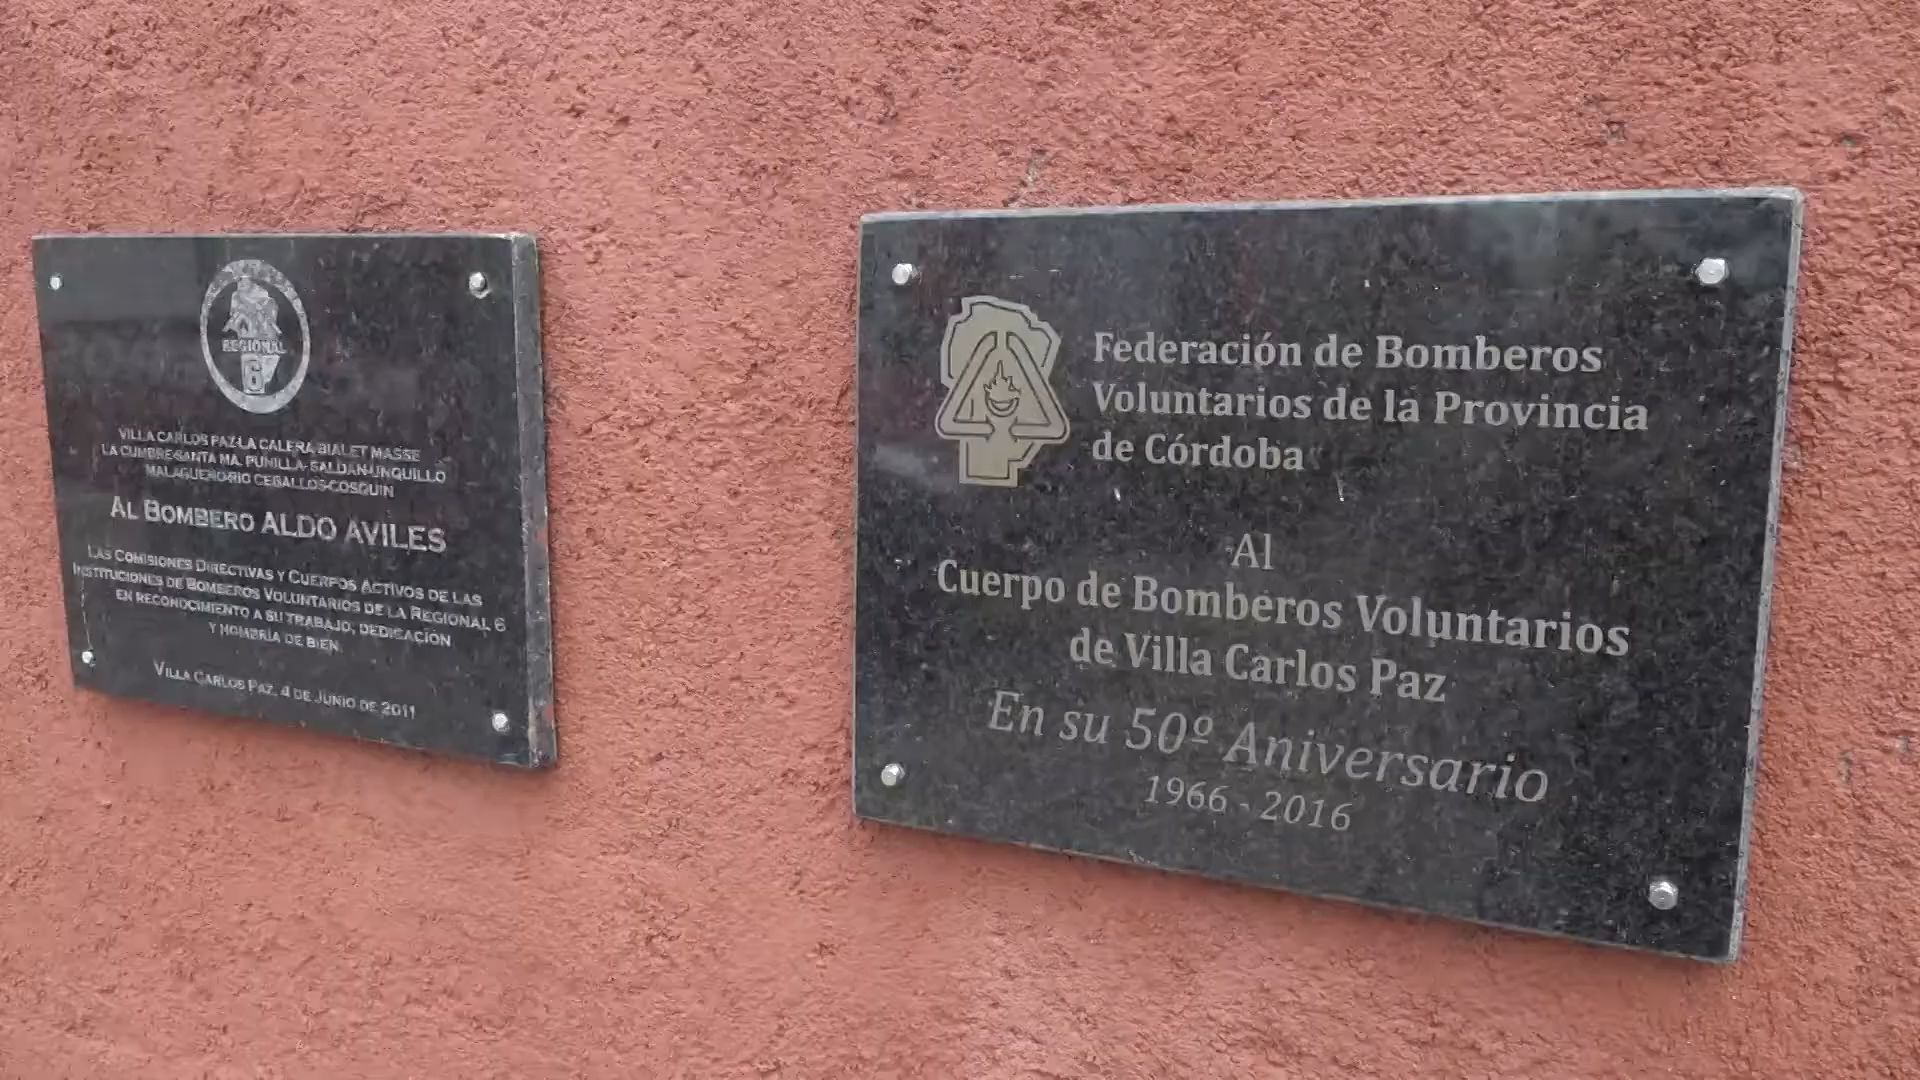 REGIONAL
6
VILLA CARLOS PAZ-LA CALERA-BIALET MASSE
LA CUMBRE-SANTA MA. PUNILLA-SALDAN-UNQUILLO
MALAGUEÑO-RIO CEBALLOS-COSQUIN
AL BOMBERO ALDO AVILES
LAS COMISIONES DIRECTIVAS Y CUERPOS ACTIVOS DE LAS
INSTITUCIONES DE BOMBEROS VOLUNTARIOS DE LA REGIONAL 6
EN RECONOCIMIENTO A SU TRABAJO, DEDICACIÓN
Y HOMBRÍA DE BIEN
VILLA CARLOS PAZ, 4 DE JUNIO DE 2011
Federación de Bomberos
Voluntarios de la Provincia
de Córdoba
Al
Cuerpo de Bomberos Voluntarios
de Villa Carlos Paz
En su 50º Aniversario
1966 - 2016